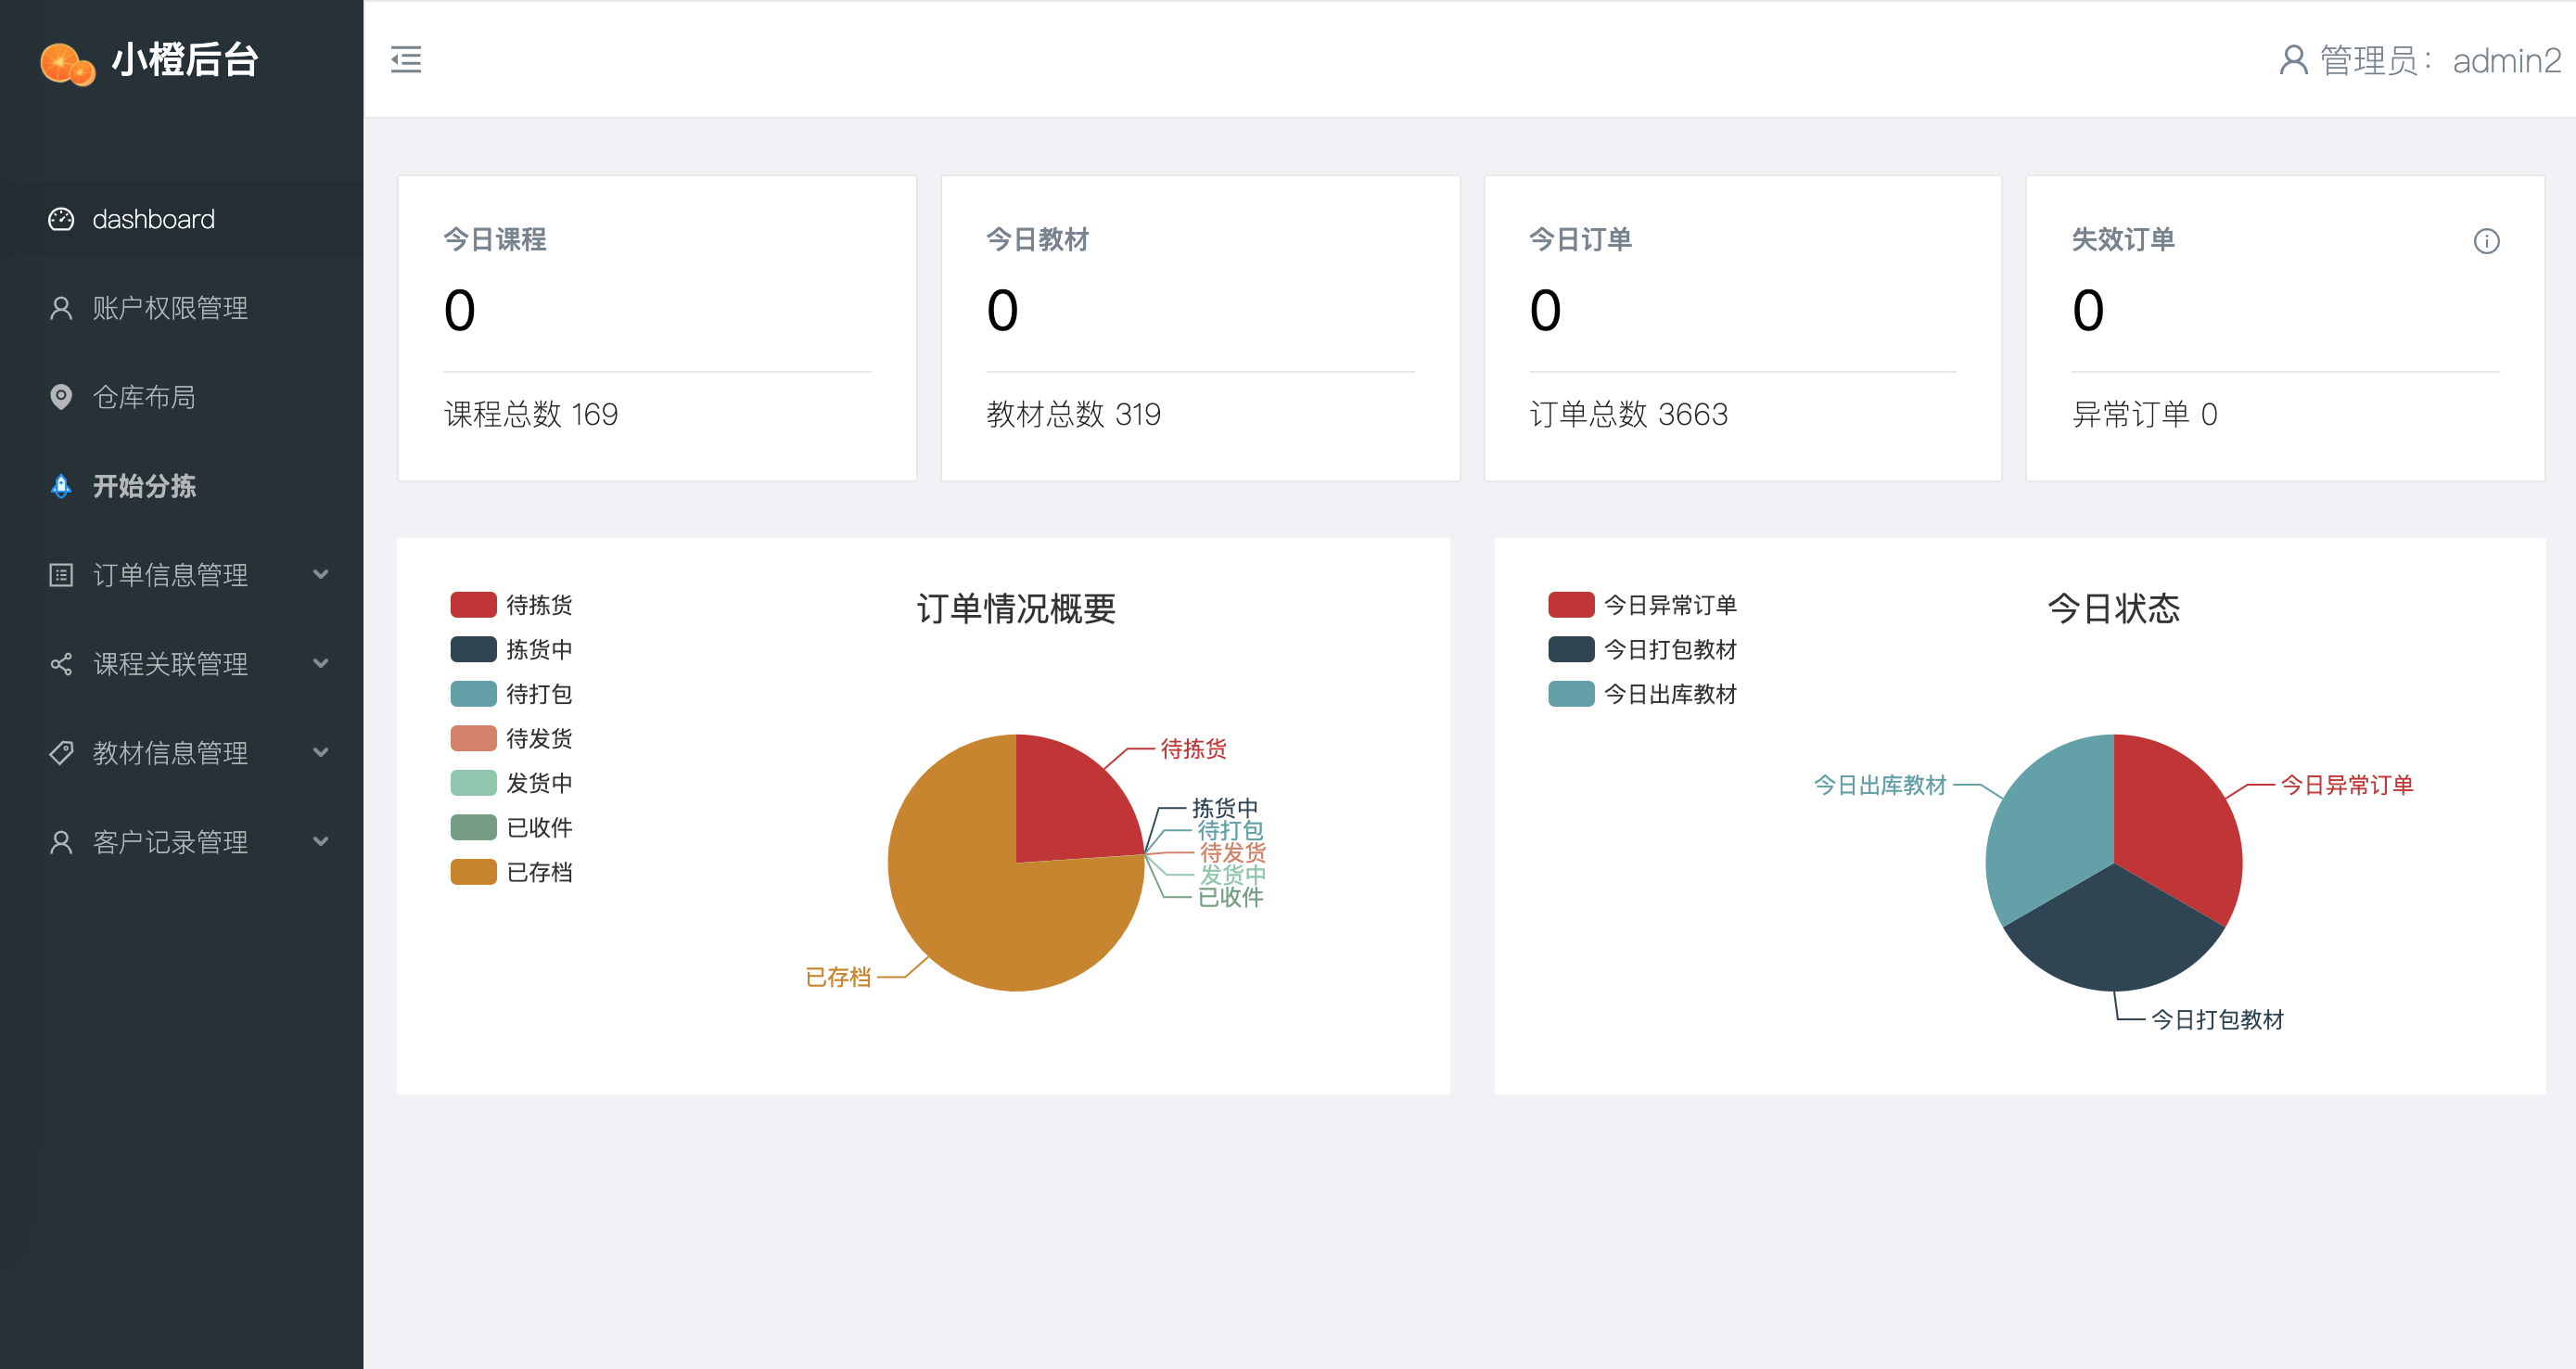 小橙后台
管理员： admin2
dashboard
账户权限管理
仓库布局
开始分拣
订单信息管理
课程关联管理
教材信息管理
客户记录管理
今日课程
0
课程总数 169
今日教材
0
教材总数 319
今日订单
0
订单总数 3663
失效订单
0
异常订单 0
订单情况概要
待拣货
拣货中
待打包
待发货
发货中
已收件
已存档
待拣货
拣货中
待打包
待发货
发货中
已收件
已存档
今日状态
今日异常订单
今日打包教材
今日出库教材
今日出库教材
今日异常订单
今日打包教材